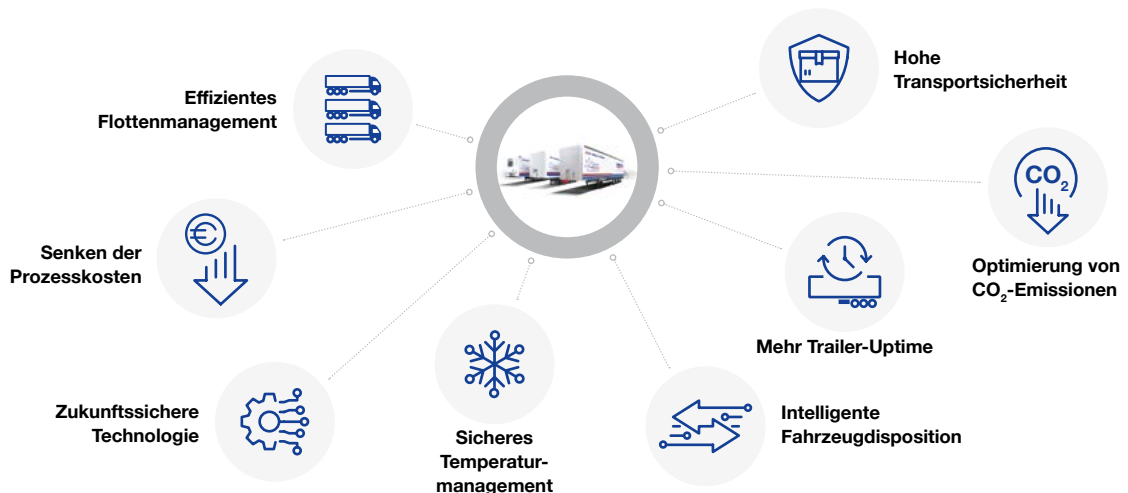 Effizientes
Flottenmanagement
Hohe
Transportsicherheit
CO₂
Optimierung von
CO₂-Emissionen
Senken der
Prozesskosten
Mehr Trailer-Uptime
Zukunftssichere
Technologie
Sicheres
Temperatur-
management
Intelligente
Fahrzeugdisposition